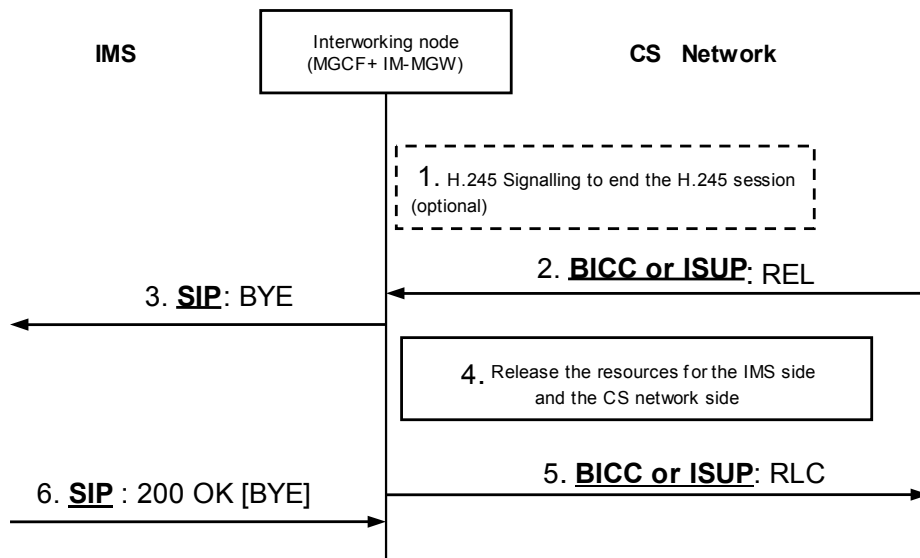 IMS
Interworking node
(MGCF+ IM-MGW)
CS Network
1. H.245 Signalling to end the H.245 session
(optional)
2. BICC or ISUP: REL
3. SIP: BYE
4. Release the resources for the IMS side
and the CS network side
5. BICC or ISUP: RLC
6. SIP : 200 OK [BYE]